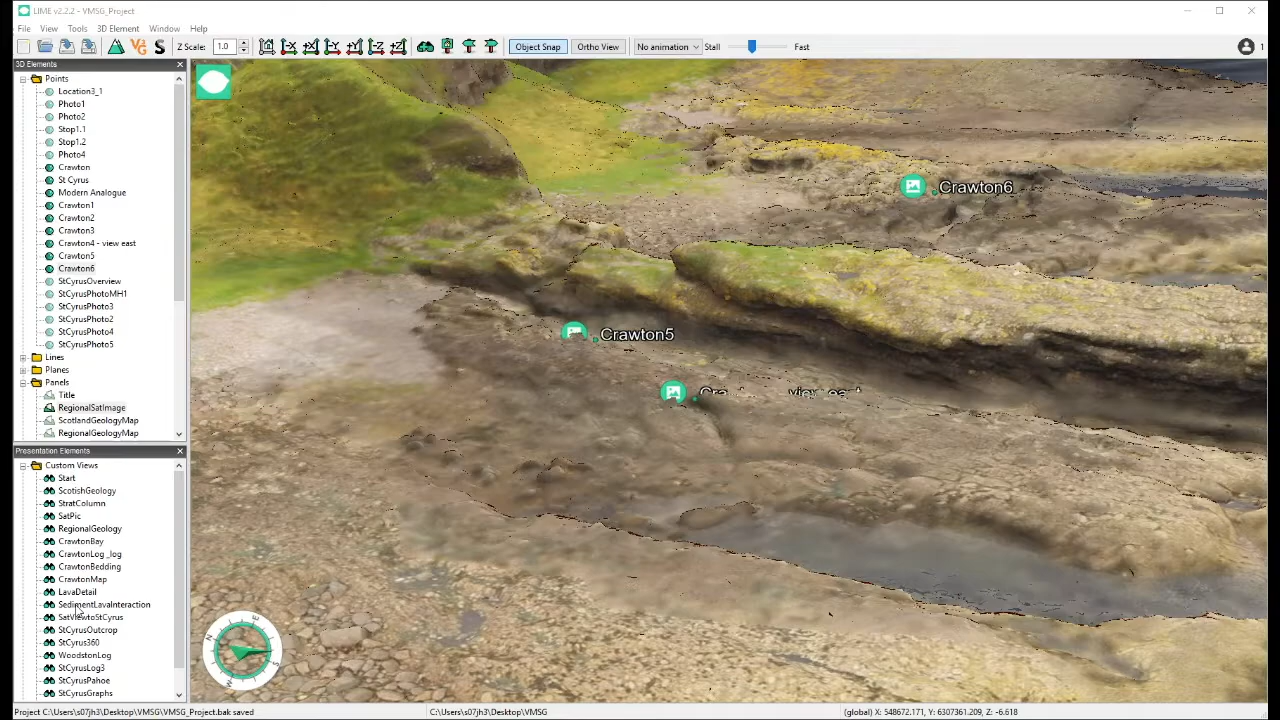 LIME v2.2.2 - VMSG_Project
File View Tools 3D Element Window Help
Z Scale: 1.0 Object Snap Ortho View No animation Stall Fast 1
3D Elements
Points
Location3_1
Photo1
Photo2
Stop1.1
Stop1.2
Photo4
Crawton
St Cyrus
Modern Analogue
Crawton1
Crawton2
Crawton3
Crawton4 - view east
Crawton5
Crawton6
StCyrusOverview
StCyrusPhotoMH1
StCyrusPhoto3
StCyrusPhoto2
StCyrusPhoto4
StCyrusPhoto5
Lines
Planes
Panels
Title
RegionalSatImage
ScotlandGeologyMap
RegionalGeologyMap
Presentation Elements
Custom Views
Start
ScotishGeology
StratColumn
SatPic
RegionalGeology
CrawtonBay
CrawtonLog_log
CrawtonBedding
CrawtonMap
LavaDetail
SedimentLavaInteraction
SatViewtoStCyrus
StCyrusOutcrop
StCyrus360
WoodstonLog
StCyrusLog3
StCyrusPahoe
StCyrusGraphs
Crawton6
Crawton5
view east
N
E
S
W
Project C:\Users\s07jh3\Desktop\VMSG\VMSG_Project.bak saved
C:\Users\s07jh3\Desktop\VMSG
(global) X: 548672.171, Y: 6307361.209, Z: -6.618